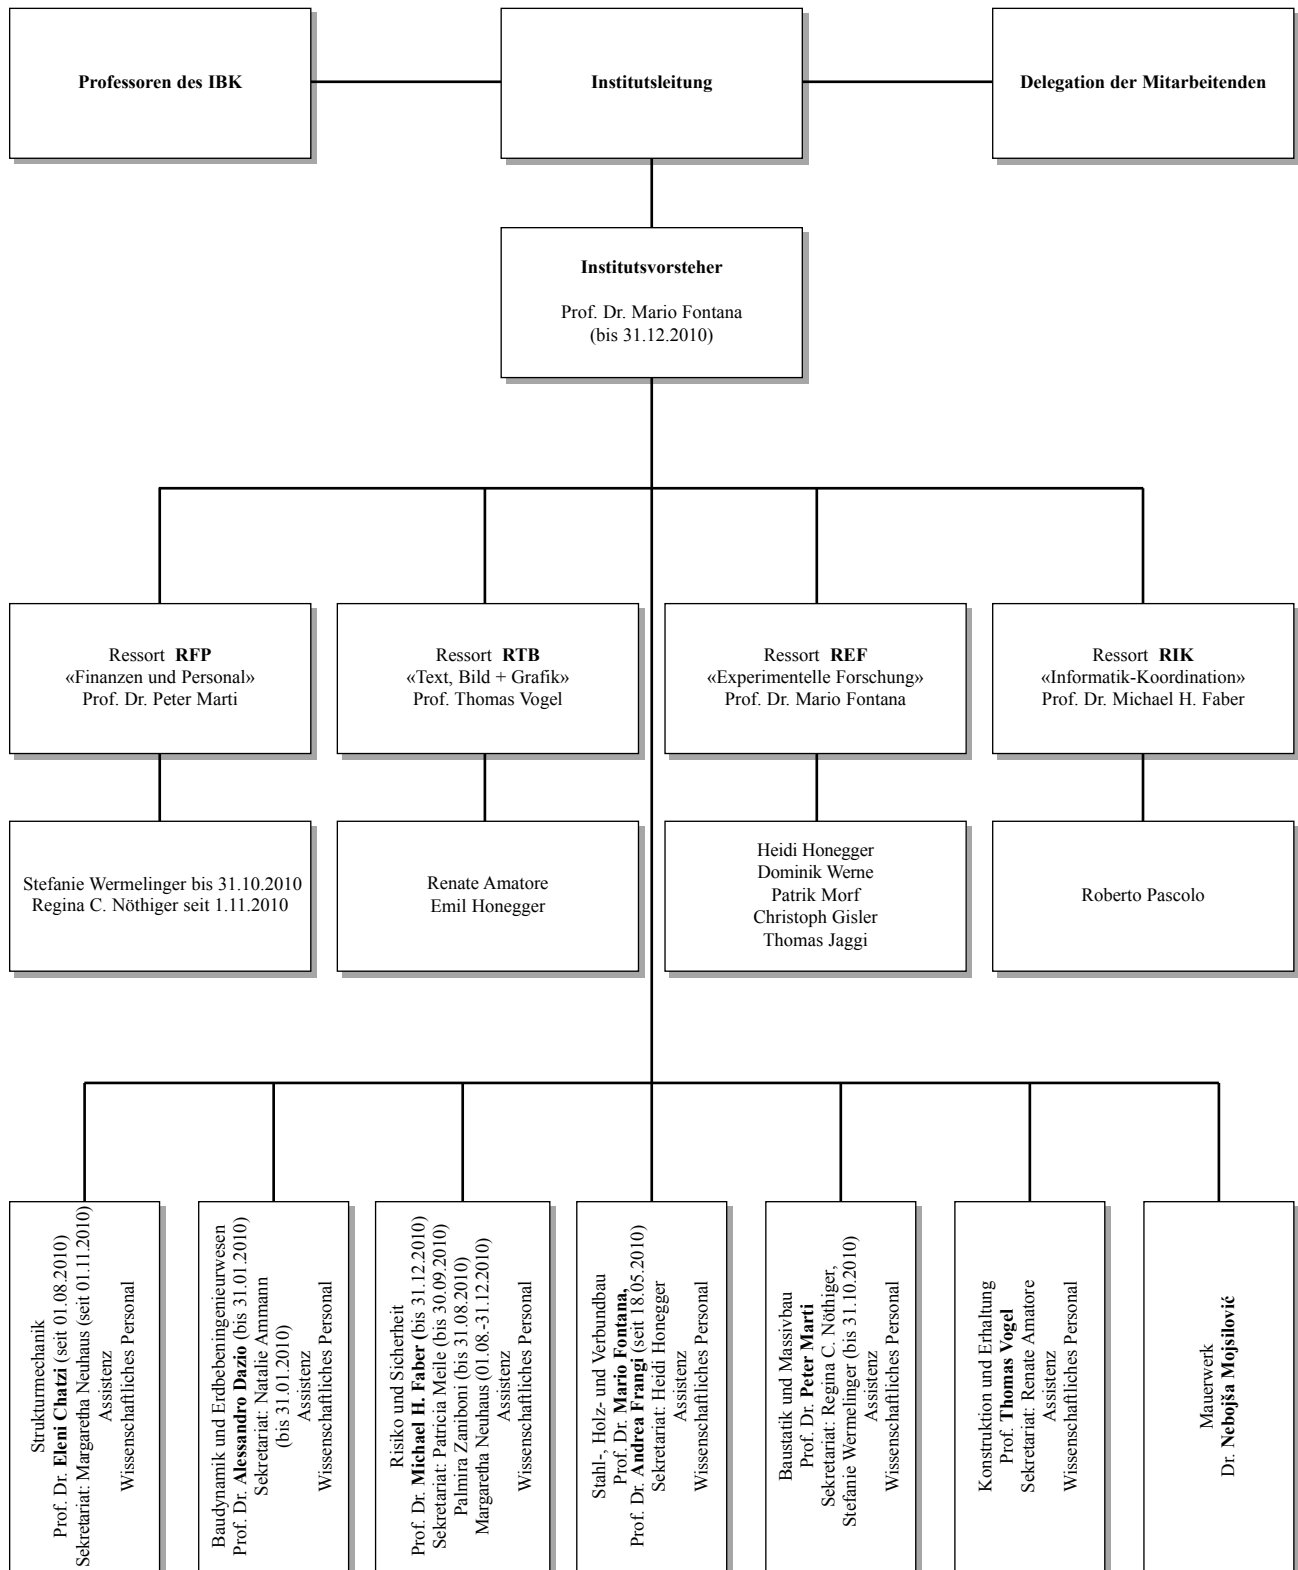 Professoren des IBK
Institutsleitung
Delegation der Mitarbeitenden
Institutsvorsteher
Prof. Dr. Mario Fontana
(bis 31.12.2010)
Ressort RFP
«Finanzen und Personal»
Prof. Dr. Peter Marti
Ressort RTB
«Text, Bild + Grafik»
Prof. Thomas Vogel
Ressort REF
«Experimentelle Forschung»
Prof. Dr. Mario Fontana
Ressort RIK
«Informatik-Koordination»
Prof. Dr. Michael H. Faber
Stefanie Wermelinger bis 31.10.2010
Regina C. Nöthiger seit 1.11.2010
Renate Amatore
Emil Honegger
Heidi Honegger
Dominik Werne
Patrik Morf
Christoph Gisler
Thomas Jaggi
Roberto Pascolo
Strukturmechanik
Prof. Dr. Eleni Chatzi (seit 01.08.2010)
Sekretariat: Margaretha Neuhaus (seit 01.11.2010)
Assistenz
Wissenschaftliches Personal
Baudynamik und Erdbebeningenieurwesen
Prof. Dr. Alessandro Dazio (bis 31.01.2010)
Sekretariat: Natalie Ammann
(bis 31.01.2010)
Assistenz
Wissenschaftliches Personal
Risiko und Sicherheit
Prof. Dr. Michael H. Faber (bis 31.12.2010)
Sekretariat: Patricia Meile (bis 30.09.2010)
Palmira Zaniboni (bis 31.08.2010)
Margaretha Neuhaus (01.08.-31.12.2010)
Assistenz
Wissenschaftliches Personal
Stahl-, Holz- und Verbundbau
Prof. Dr. Mario Fontana,
Prof. Dr. Andrea Frangi (seit 18.05.2010)
Sekretariat: Heidi Honegger
Assistenz
Wissenschaftliches Personal
Baustatik und Massivbau
Prof. Dr. Peter Marti
Sekretariat: Regina C. Nöthiger,
Stefanie Wermelinger (bis 31.10.2010)
Assistenz
Wissenschaftliches Personal
Konstruktion und Erhaltung
Prof. Thomas Vogel
Sekretariat: Renate Amatore
Assistenz
Wissenschaftliches Personal
Mauerwerk
Dr. Nebojša Mojsilović